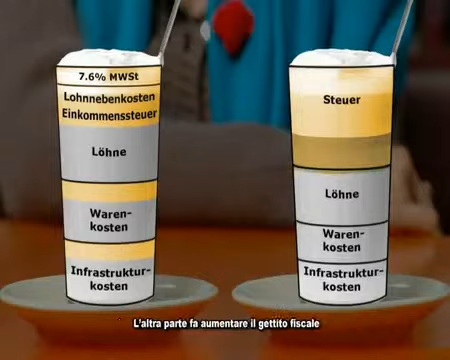 7.6% MWSt
Lohnnebenkosten
Einkommenssteuer
Löhne
Waren-
kosten
Infrastruktur-
kosten
Steuer
Löhne
Waren-
kosten
Infrastruktur-
kosten
L'altra parte fa aumentare il gettito fiscale